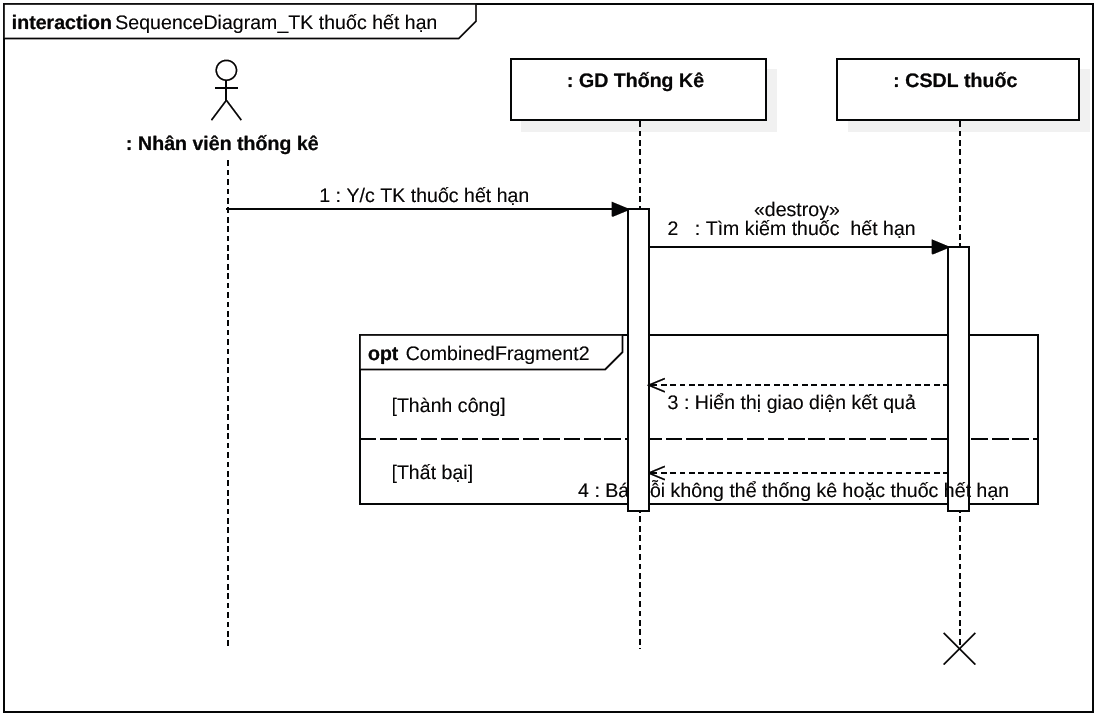 interaction SequenceDiagram_TK thuốc hết hạn
: GD Thống Kê
: CSDL thuốc
: Nhân viên thống kê
1 : Y/c TK thuốc hết hạn
«destroy»
2 : Tìm kiếm thuốc hết hạn
opt CombinedFragment2
3 : Hiển thị giao diện kết quả
[Thành công]
[Thất bại]
4 : không thể thống kê hoặc thuốc hết hạn